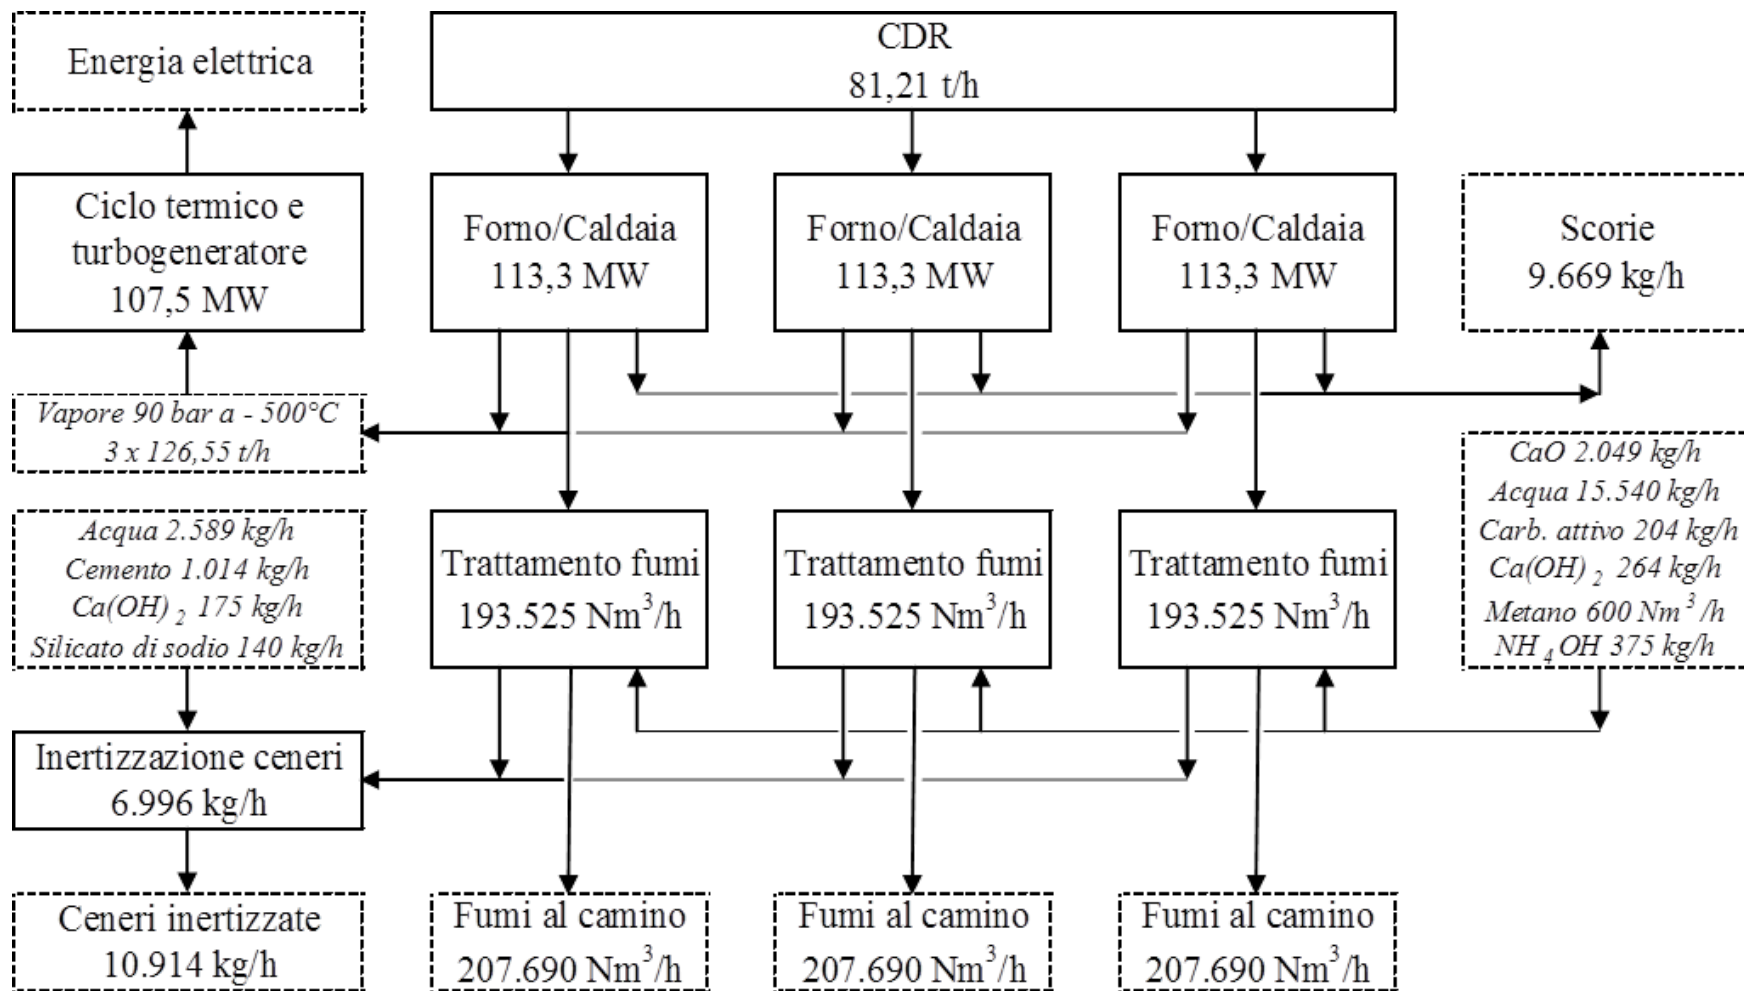 Energia elettrica
CDR
81,21 t/h
Ciclo termico e
turbogeneratore
107,5 MW
Forno/Caldaia
113,3 MW
Forno/Caldaia
113,3 MW
Forno/Caldaia
113,3 MW
Scorie
9.669 kg/h
Vapore 90 bar a - 500°C
3 x 126,55 t/h
CaO 2.049 kg/h
Acqua 15.540 kg/h
Carb. attivo 204 kg/h
Ca(OH)₂ 264 kg/h
Metano 600 Nm³/h
NH₄OH 375 kg/h
Acqua 2.589 kg/h
Cemento 1.014 kg/h
Ca(OH)₂ 175 kg/h
Silicato di sodio 140 kg/h
Trattamento fumi
193.525 Nm³/h
Trattamento fumi
193.525 Nm³/h
Trattamento fumi
193.525 Nm³/h
Inertizzazione ceneri
6.996 kg/h
Ceneri inertizzate
10.914 kg/h
Fumi al camino
207.690 Nm³/h
Fumi al camino
207.690 Nm³/h
Fumi al camino
207.690 Nm³/h